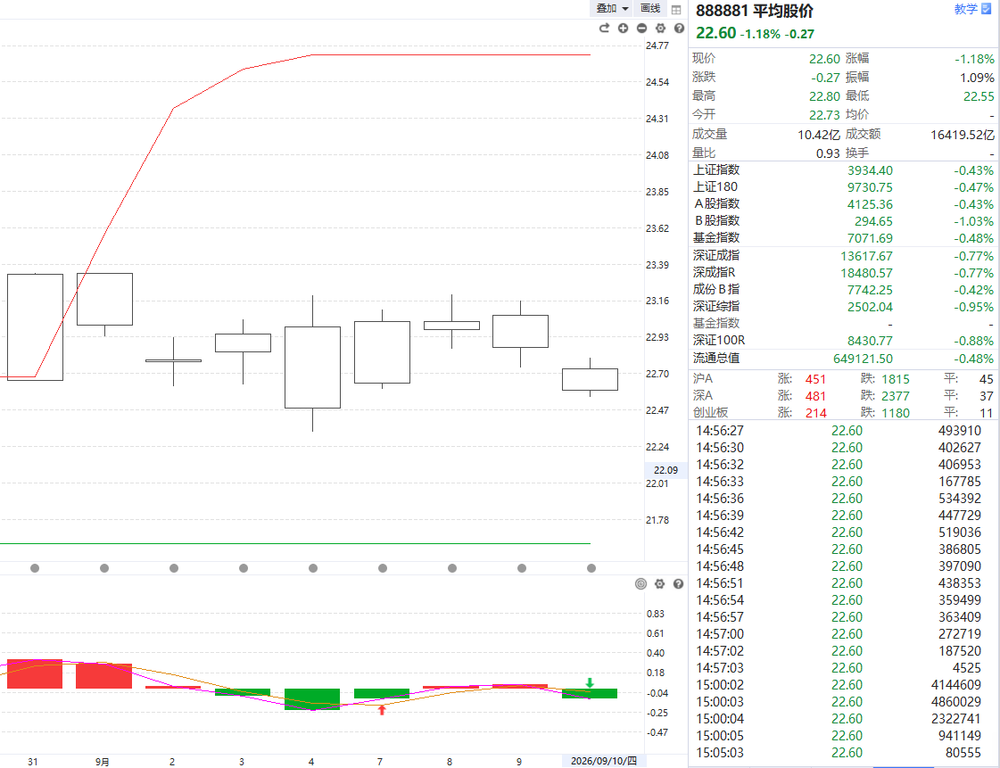 叠加 画线
888881 平均股价 教学
22.60 -1.18% -0.27
现价 22.60 涨幅 -1.18%
涨跌 -0.27 振幅 1.09%
最高 22.80 最低 22.55
今开 22.73 均价 -
成交量 10.42亿 成交额 16419.52亿
量比 0.93 换手 -
上证指数 3934.40 -0.43%
上证180 9730.75 -0.47%
A股指数 4125.36 -0.43%
B股指数 294.65 -1.03%
基金指数 7071.69 -0.48%
深证成指 13617.67 -0.77%
深成指R 18480.57 -0.77%
成份B指 7742.25 -0.42%
深证综指 2502.04 -0.95%
基金指数 - -
深证100R 8430.77 -0.88%
流通总值 649121.50 -0.48%
沪A 涨: 451 跌: 1815 平: 45
深A 涨: 481 跌: 2377 平: 37
创业板 涨: 214 跌: 1180 平: 11
14:56:27 22.60 493910
14:56:30 22.60 402627
14:56:32 22.60 406953
14:56:33 22.60 167785
14:56:36 22.60 534392
14:56:39 22.60 447729
14:56:42 22.60 519036
14:56:45 22.60 386805
14:56:48 22.60 397090
14:56:51 22.60 438353
14:56:54 22.60 359499
14:56:57 22.60 363409
14:57:00 22.60 272719
14:57:02 22.60 187520
14:57:03 22.60 4525
15:00:02 22.60 4144609
15:00:03 22.60 4860029
15:00:04 22.60 2322741
15:00:05 22.60 941149
15:05:03 22.60 80555
24.77
24.54
24.31
24.08
23.85
23.62
23.39
23.16
22.93
22.70
22.47
22.24
22.09
22.01
21.78
0.83
0.61
0.40
0.18
-0.04
-0.25
-0.47
31 9月 2 3 4 7 8 9 2026/09/10/四